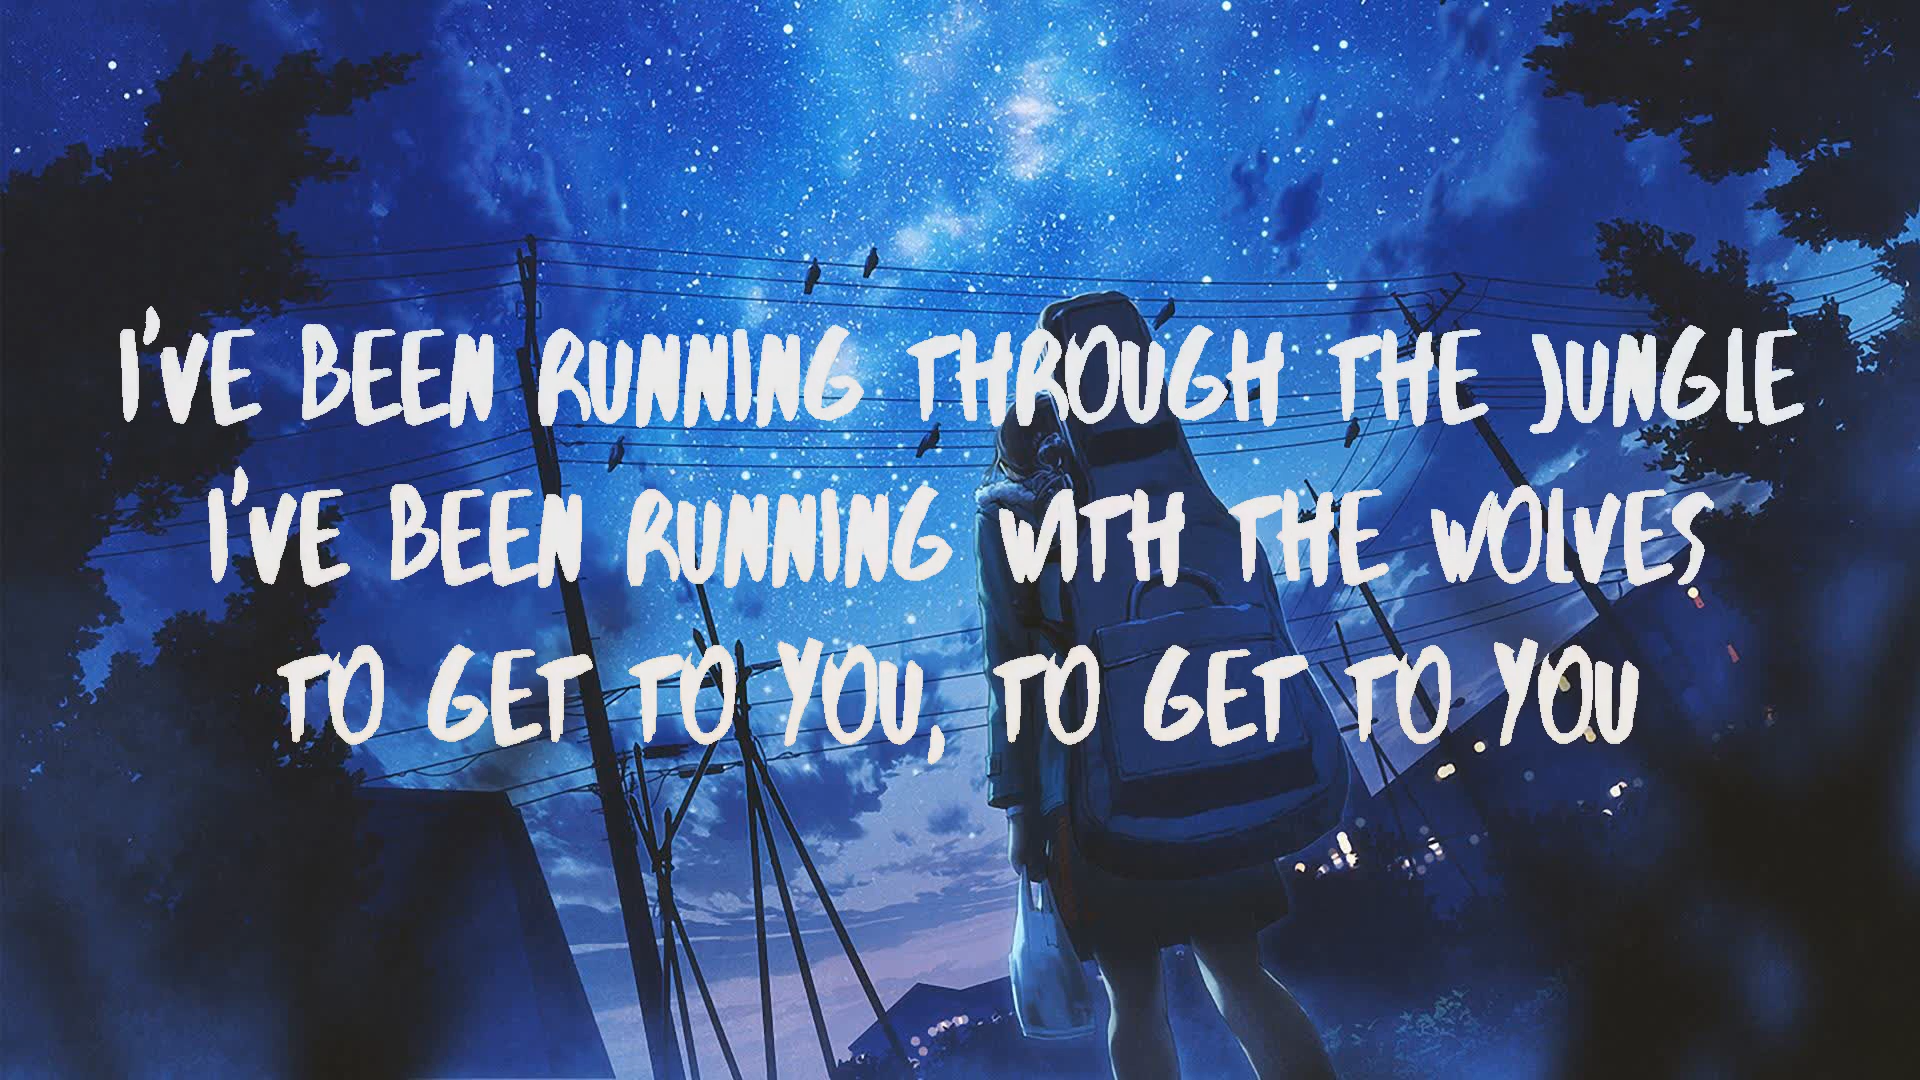 I'VE BEEN RUNNING THROUGH THE JUNGLE
I'VE BEEN RUNNING WITH THE WOLVES
TO GET TO YOU, TO GET TO YOU